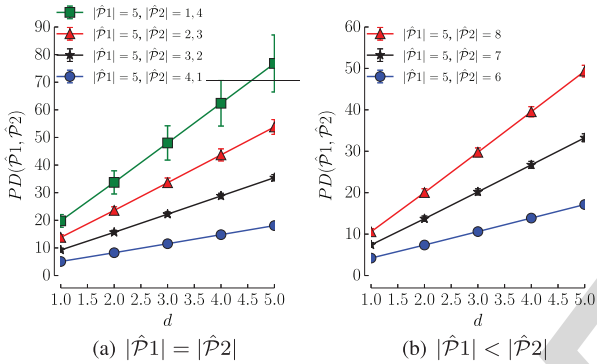 |P̂1| = 5, |P̂2| = 1, 4
|P̂1| = 5, |P̂2| = 2, 3
|P̂1| = 5, |P̂2| = 3, 2
|P̂1| = 5, |P̂2| = 4, 1
PD(P̂1, P̂2)
90
80
70
60
50
40
30
20
10
0
1.0 1.5 2.0 2.5 3.0 3.5 4.0 4.5 5.0
d
(a) |P̂1| = |P̂2|
|P̂1| = 5, |P̂2| = 8
|P̂1| = 5, |P̂2| = 7
|P̂1| = 5, |P̂2| = 6
PD(P̂1, P̂2)
60
50
40
30
20
10
0
1.0 1.5 2.0 2.5 3.0 3.5 4.0 4.5 5.0
d
(b) |P̂1| < |P̂2|